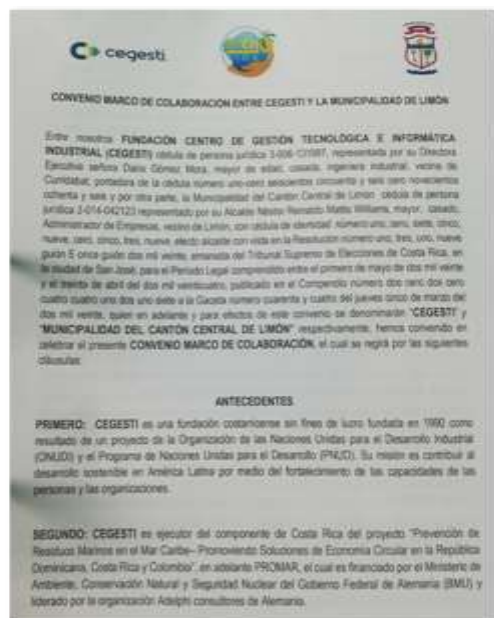 cegesti
CONVENIO MARCO DE COLABORACIÓN ENTRE CEGESTI Y LA MUNICIPALIDAD DE LIMÓN
Entre nosotros FUNDACIÓN CENTRO DE GESTIÓN TECNOLÓGICA E INFORMÁTICA
INDUSTRIAL (CEGESTI) cédula de persona jurídica representada por su Directora
Ejecutiva señora Gómez Mora, mayor de edad, casada, ingeniera industrial, vecina de
Curridabat, portadora de la cédula número uno-cero seiscientos cincuenta y seis cero novecientos
ochenta y seis y por otra parte, la Municipalidad del Cantón Central de Limón cédula de persona
jurídica 3-014-042123 representado por su Alcalde Néstor Reinaldo Mattis Williams, mayor, casado,
Administrador de Empresas, vecino de Limón, con cédula de identidad número uno, cero, siete, cinco,
nueve, cero, cinco, tres, nueve, electo alcalde con vista en la Resolución número uno, tres, uno, nueve
guión E once guión dos mil veinte, emanada del Tribunal Supremo de Elecciones de Costa Rica, en
la ciudad de San José, para el Período Legal comprendido entre el primero de mayo de dos mil veinte
y el treinta de abril del dos mil veinticuatro, publicado en el Compendio número dos cero dos cero
cuatro cuatro uno dos uno siete a la Gaceta número cuarenta y cuatro del jueves cinco de marzo del
dos mil veinte, quien en adelante y para efectos de este convenio se denominarán "CEGESTI" y
"MUNICIPALIDAD DEL CANTÓN CENTRAL DE LIMÓN", respectivamente, hemos convenido en
celebrar el presente CONVENIO MARCO DE COLABORACIÓN, el cual se regirá por las siguientes
cláusulas:
ANTECEDENTES
PRIMERO: CEGESTI es una fundación costarricense sin fines de lucro fundada en 1990 como
resultado de un proyecto de la Organización de las Naciones Unidas para el Desarrollo Industrial
(ONUDI) y el Programa de Naciones Unidas para el Desarrollo (PNUD). Su misión es contribuir al
desarrollo sostenible en América Latina por medio del fortalecimiento de las capacidades de las
personas y las organizaciones.
SEGUNDO: CEGESTI es ejecutor del componente de Costa Rica del proyecto "Prevención de
Residuos Marinos en el Mar Caribe– Promoviendo Soluciones de Economía Circular en la República
Dominicana, Costa Rica y Colombia", en adelante PROMAR, el cual es financiado por el Ministerio de
Ambiente, Conservación Natural y Seguridad Nuclear del Gobierno Federal de Alemania (BMU) y
liderado por la organización Adelphi consultores de Alemania.